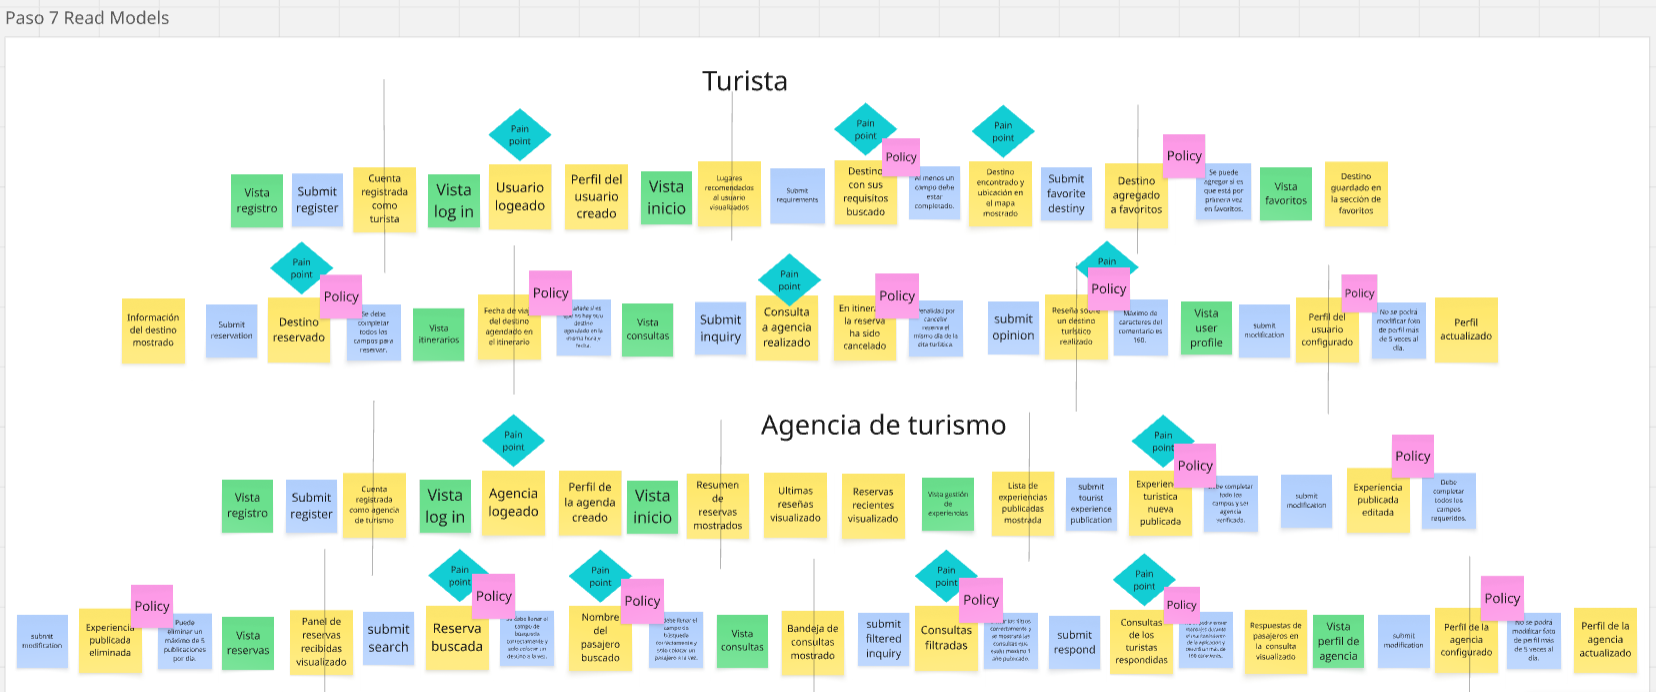 Paso 7 Read Models
Turista
Pain
point
Pain
point
Pain
point
Policy
Policy
Vista
registro
Submit
register
Cuenta
registrada
como
turista
Vista
log in
Usuario
logeado
Perfil del
usuario
creado
Vista
inicio
Lugares
recomendados
al usuario
visualizados
Submit
requirements
Destino
con sus
requisitos
buscado
Al menos un
campo debe
estar
completado.
Destino
encontrado y
ubicación en
el mapa
mostrado
Submit
favorite
destiny
Destino
agregado
a favoritos
Se puede
agregar si es
que está por
primera vez
en favoritos.
Vista
favoritos
Destino
guardado en
la sección de
favoritos
Pain
point
Policy
Policy
Pain
point
Policy
Pain
Policy
Policy
Información
del destino
mostrado
Submit
reservation
Destino
reservado
Se debe
completar
todos los
campos para
reservar.
Vista
itinerarios
Fecha de
del destino
agendado en
el itinerario
Vista
consultas
Submit
inquiry
Consulta
a agencia
realizado
En
la reserva
ha sido
cancelado
por
cancelar
reserva el
mismo día de la
cita turística.
submit
opinion
Reseña sobre
un destino
turístico
realizado
Máximo de
caracteres del
comentario es
160.
Vista
user
profile
submit
modification
Perfil del
usuario
configurado
No se podrá
modificar foto
de perfil más
de 5 veces al
día.
Perfil
actualizado
Agencia de turismo
Pain
point
Pain
point
Policy
Policy
Vista
registro
Submit
register
Cuenta
registrada
como agencia
de turismo
Vista
log in
Agencia
logeado
Perfil de
la agenda
creado
Vista
inicio
Resumen
de
reservas
mostrados
Ultimas
reseñas
visualizado
Reservas
recientes
visualizado
Vista gestión
de
experiencias
Lista de
experiencias
publicadas
mostrada
submit
tourist
experience
publication
turistica
nueva
publicada
completar
todo los
campos y ser
agencia
verificado.
submit
modification
Experiencia
publicada
editada
Debe
completar
todos los
campos
requeridos.
Policy
Pain
point
Policy
Pain
point
Policy
Pain
point
Policy
Pain
point
Policy
Policy
submit
modification
Experiencia
publicada
eliminada
Puede
eliminar un
máximo de 5
publicaciones
por día.
Vista
reservas
Panel de
reservas
recibidas
visualizado
submit
search
Reserva
buscada
Nombre
del
pasajero
buscado
Vista
consultas
Bandeja de
consultas
mostrado
submit
filtered
inquiry
Consultas
filtradas
submit
respond
Consultas
de los
turistas
respondidas
Respuestas de
pasajeros en
la consulta
visualizado
Vista
perfil de
agencia
submit
modification
Perfil de la
agencia
configurado
No se podrá
modificar foto
de perfil más
de 5 veces al
día.
Perfil de la
agencia
actualizado